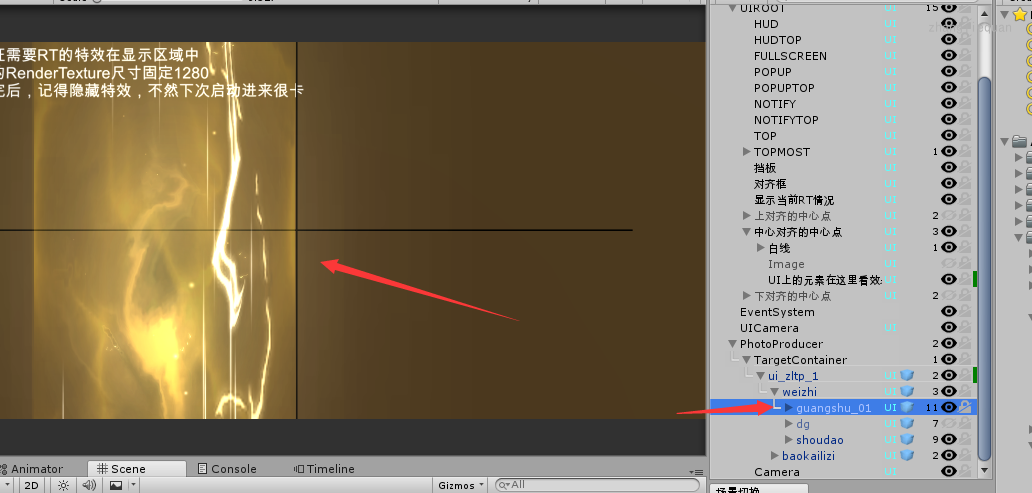 UIROOT 15
HUD UI
HUDTOP UI
FULLSCREEN UI
POPUP UI
POPUPTOP UI
NOTIFY UI
NOTIFYTOP UI
TOP UI
TOPMOST UI 1
挡板 UI
对齐框 UI
显示当前RT情况 UI
上对齐的中心点 UI 2
中心对齐的中心点 UI 3
白线 UI 1
Image UI
UI上的元素在这里看效 UI
下对齐的中心点 UI 2
EventSystem
UICamera UI
PhotoProducer 2
TargetContainer 1
ui_zltp_1 UI 2
weizhi UI 3
guangshu_01 UI 11
dg UI 7
shoudao UI 9
baokailizi UI 2
Camera
需要RT的特效在显示区域中
RenderTexture尺寸固定1280
后，记得隐藏特效，不然下次启动进来很卡
Animator Scene Console Timeline
2D Gizmos All